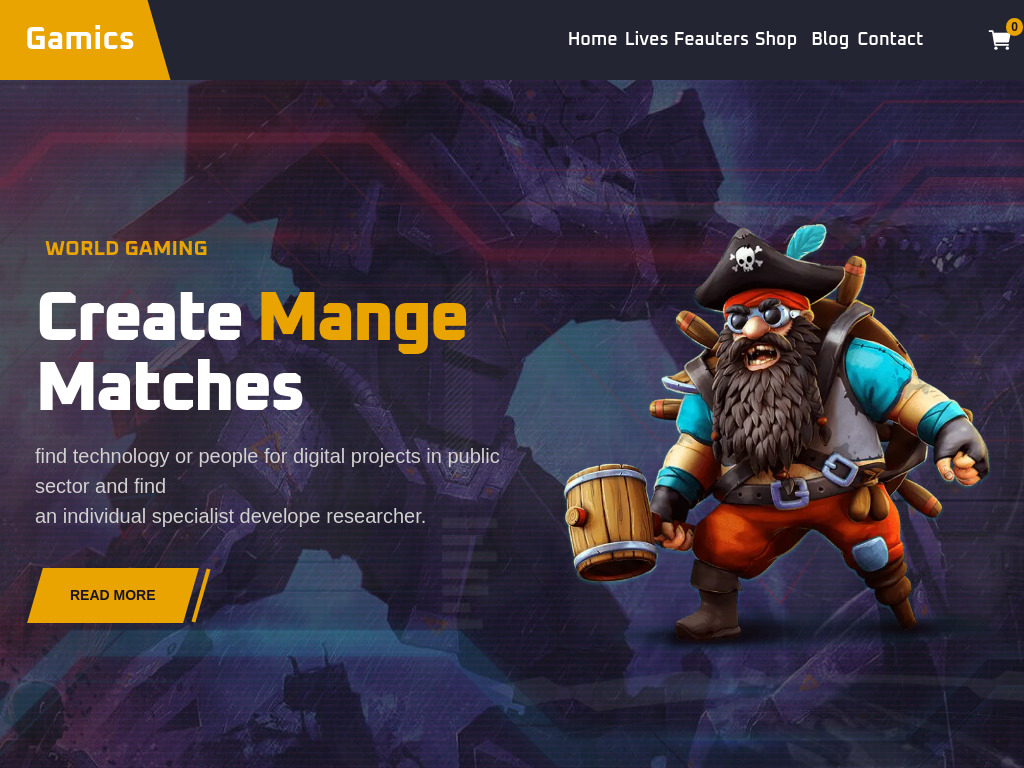 Gamics
Home Lives Feauters Shop Blog Contact
0
WORLD GAMING
Create Mange
Matches
find technology or people for digital projects in public
sector and find
an individual specialist develope researcher.
READ MORE